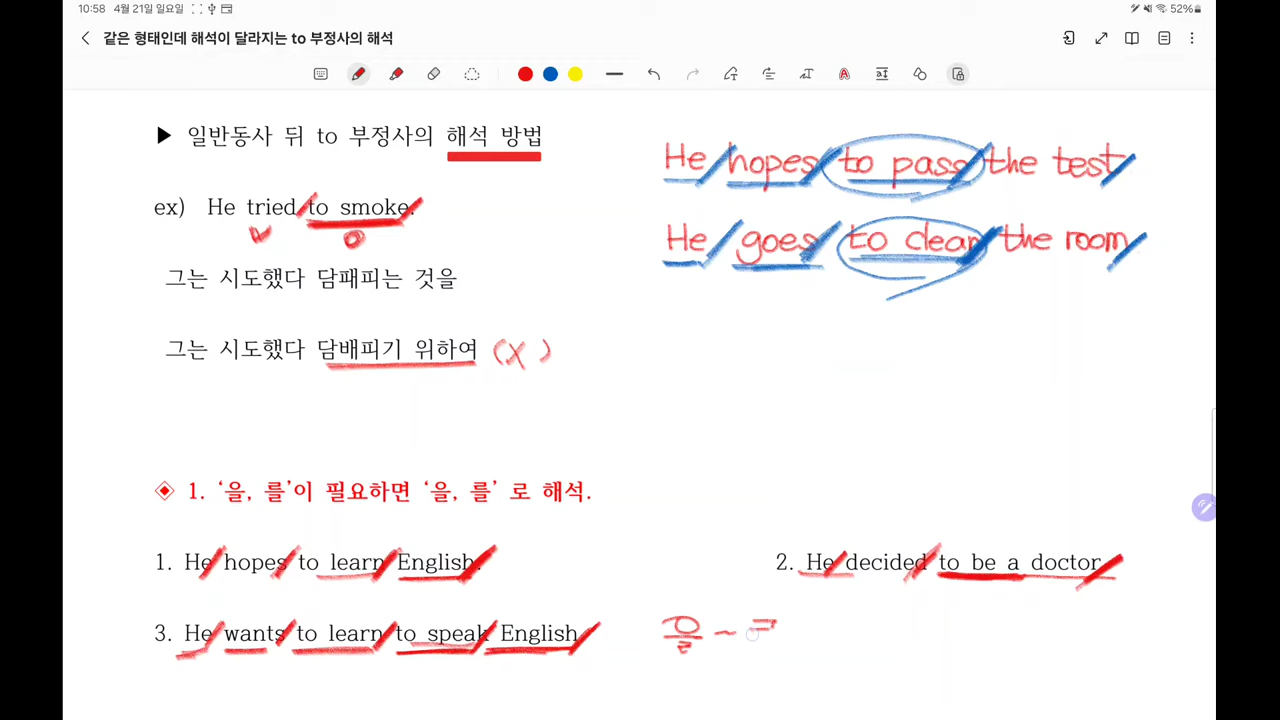 10:58 4월 21일 일요일
52%
같은 형태인데 해석이 달라지는 to 부정사의 해석
▶ 일반동사 뒤 to 부정사의 해석 방법
He hopes to pass the test
ex) He tried to smoke.
He goes to clean the room
그는 시도했다 담패피는 것을
그는 시도했다 담배피기 위하여 (X)
1. ‘을, 를’이 필요하면 ‘을, 를’ 로 해석.
1. He hopes to learn English.
2. He decided to be a doctor.
3. He wants to learn to speak English.
을 ~